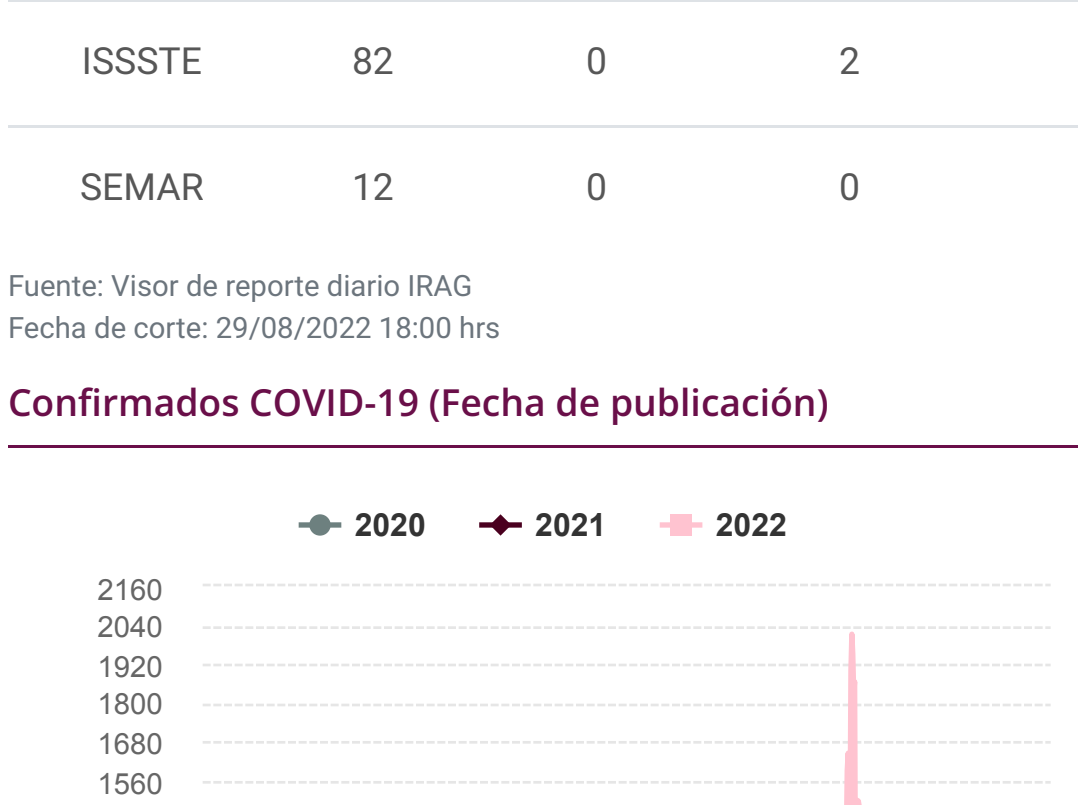 ISSSTE 82 0 2
SEMAR 12 0 0
Fuente: Visor de reporte diario IRAG
Fecha de corte: 29/08/2022 18:00 hrs
Confirmados COVID-19 (Fecha de publicación)
2020 2021 2022
2160
2040
1920
1800
1680
1560